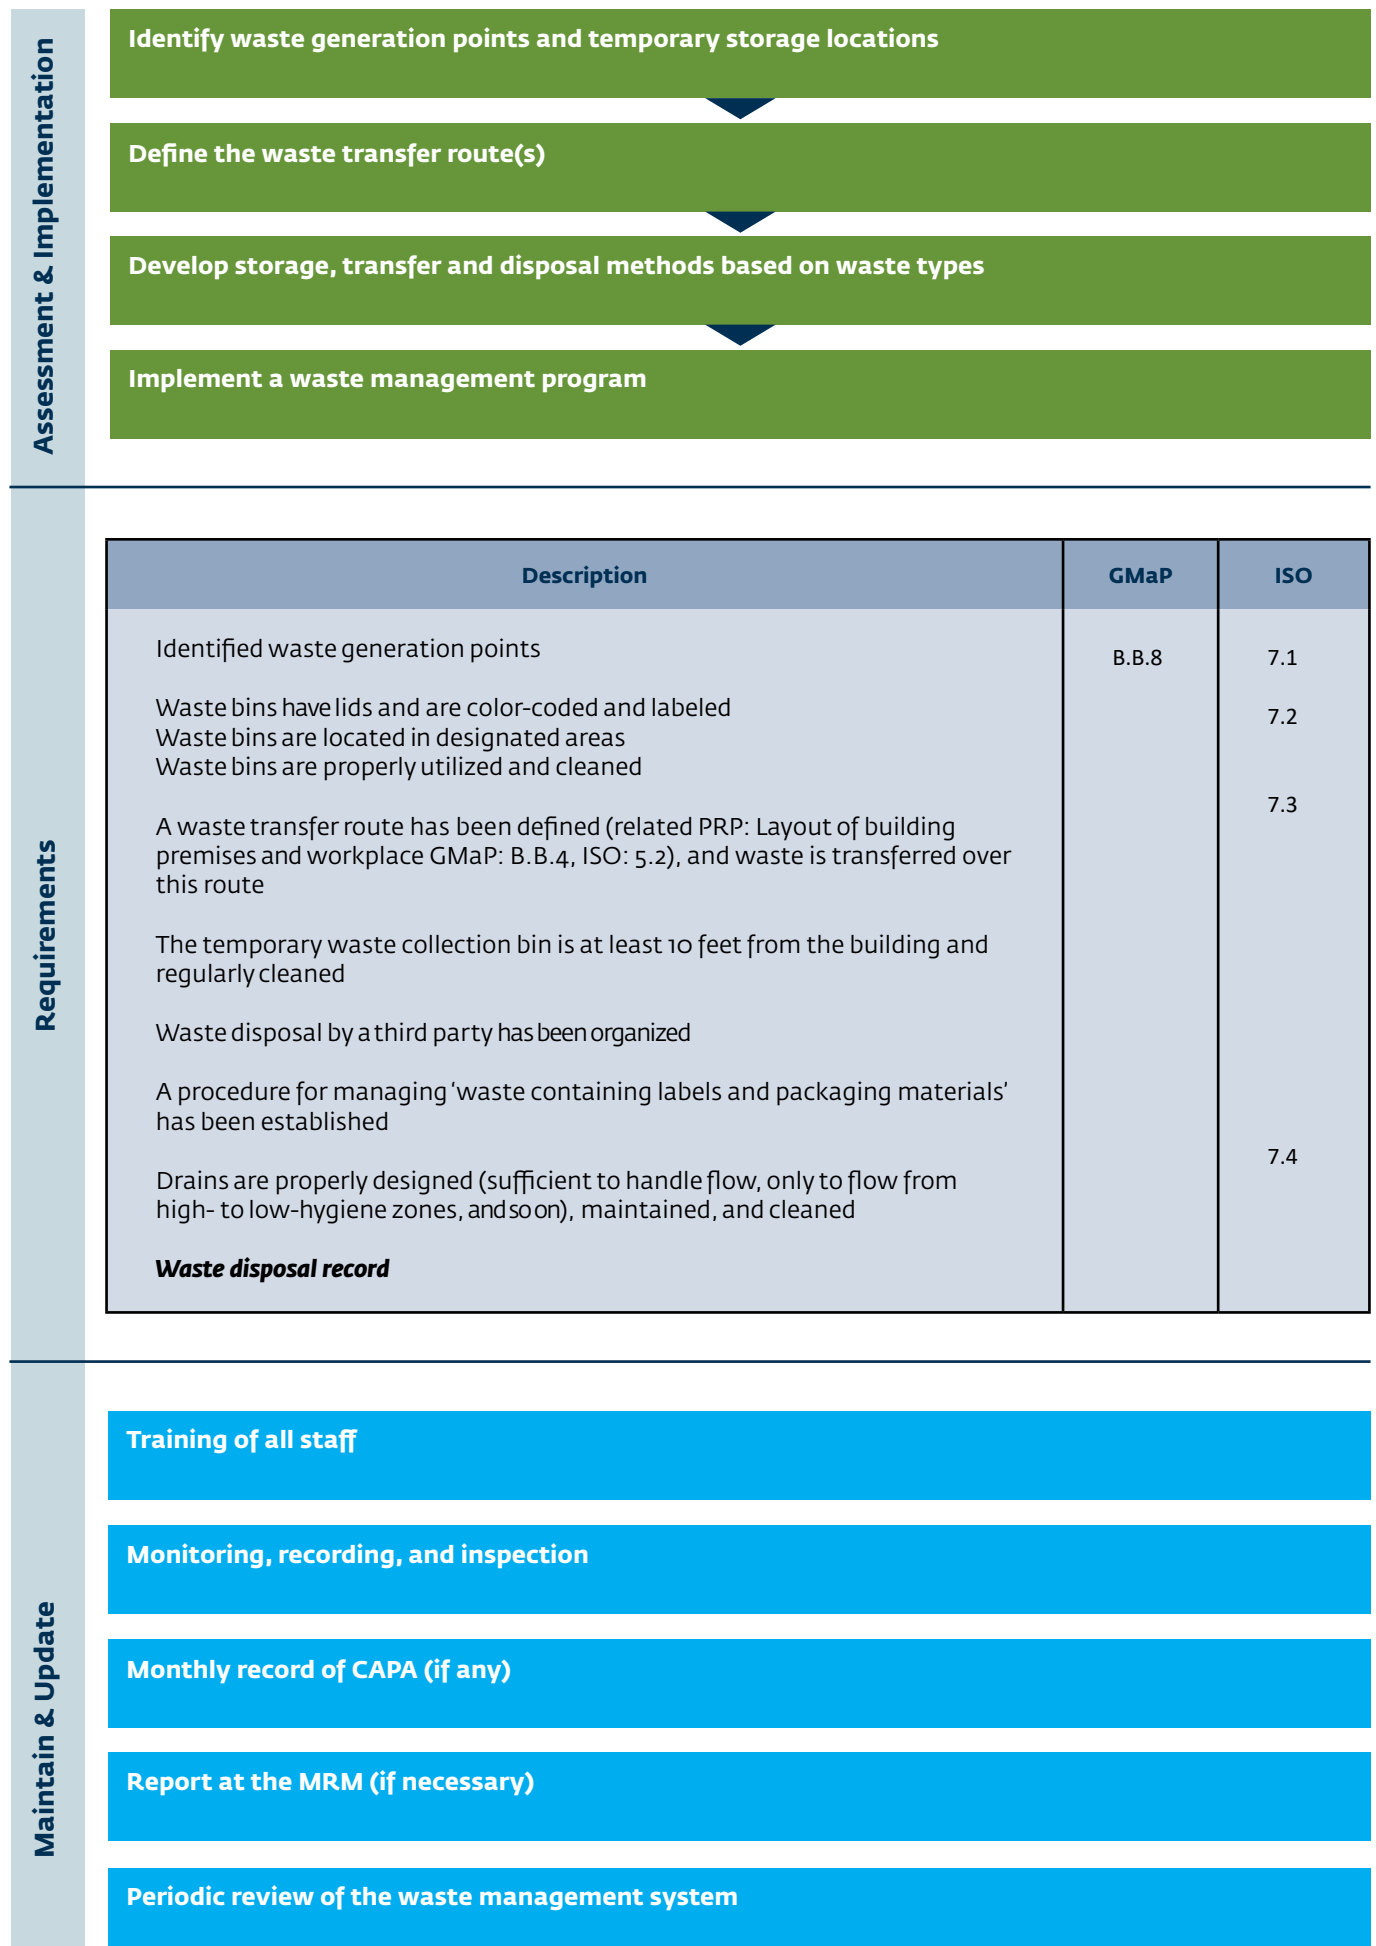 Assessment & Implementation
Identify waste generation points and temporary storage locations
Define the waste transfer route(s)
Develop storage, transfer and disposal methods based on waste types
Implement a waste management program
Requirements
Description GMaP ISO
Identified waste generation points B.B.8 7.1
Waste bins have lids and are color-coded and labeled 7.2
Waste bins are located in designated areas
Waste bins are properly utilized and cleaned
7.3
A waste transfer route has been defined (related PRP: Layout of building
premises and workplace GMaP: B.B.4, ISO: 5.2), and waste is transferred over
this route
The temporary waste collection bin is at least 10 feet from the building and
regularly cleaned
Waste disposal by a third party has been organized
A procedure for managing ‘waste containing labels and packaging materials’
has been established
7.4
Drains are properly designed (sufficient to handle flow, only to flow from
high- to low-hygiene zones, and so on), maintained, and cleaned
Waste disposal record
Maintain & Update
Training of all staff
Monitoring, recording, and inspection
Monthly record of CAPA (if any)
Report at the MRM (if necessary)
Periodic review of the waste management system